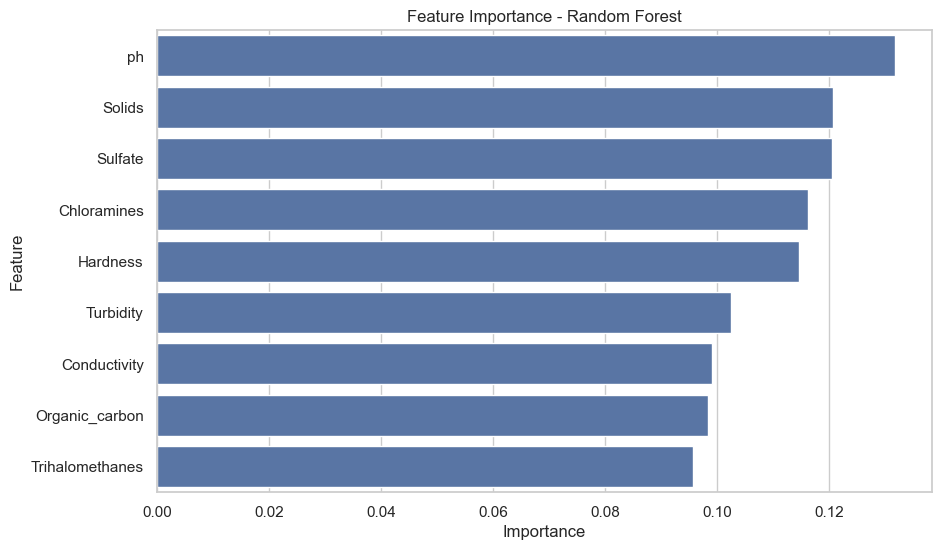 Feature Importance - Random Forest
ph
Solids
Sulfate
Chloramines
Hardness
Turbidity
Conductivity
Organic_carbon
Trihalomethanes
Feature
0.00 0.02 0.04 0.06 0.08 0.10 0.12
Importance